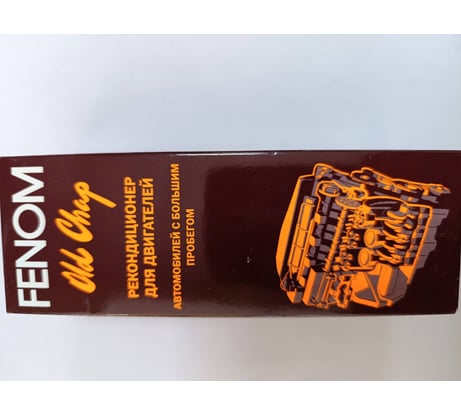 FENOM
Old Chap
РЕКОНДИЦИОНЕР
ДЛЯ ДВИГАТЕЛЕЙ
АВТОМОБИЛЕЙ С БОЛЬШИМ
ПРОБЕГОМ